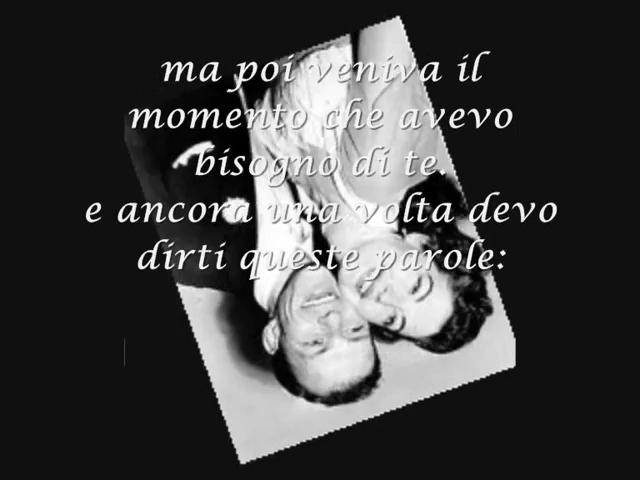 ma poi veniva il
momento che avevo
bisogno di te.
e ancora una volta devo
dirti queste parole: